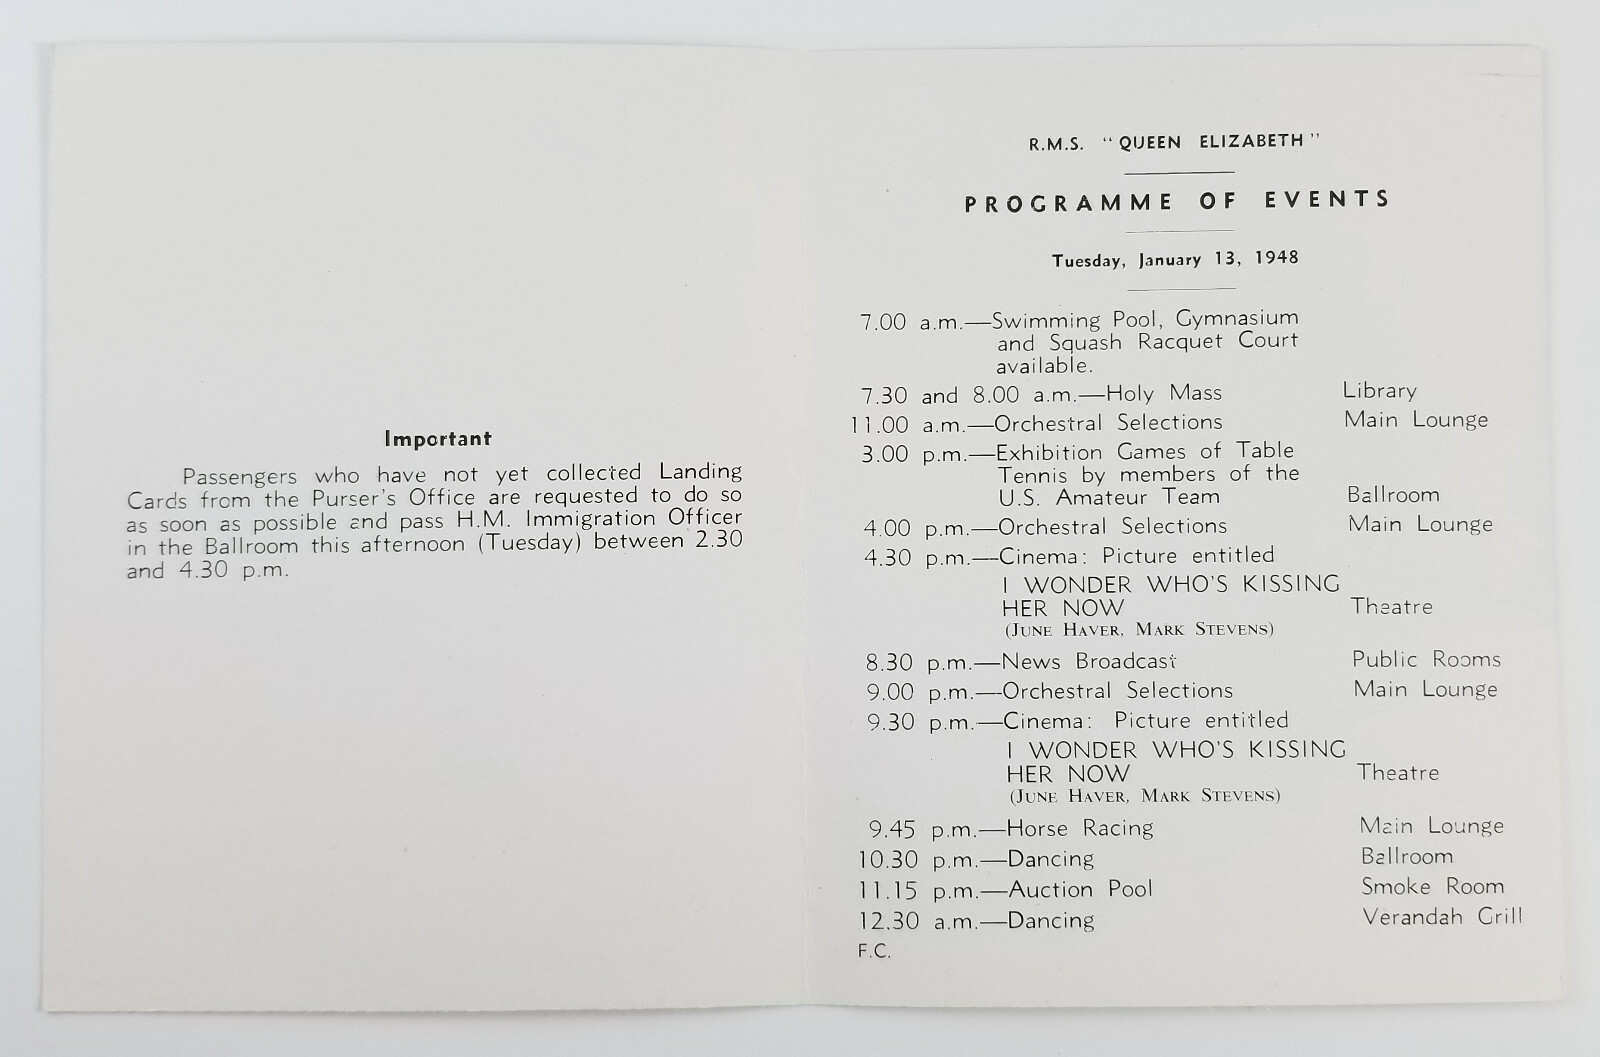 Important
Passengers who have not yet collected Landing
Cards from the Purser's Office are requested to do so
as soon as possible and pass H.M. Immigration Officer
in the Ballroom this afternoon (Tuesday) between 2.30
and 4.30 p.m.
R.M.S. "QUEEN ELIZABETH"
PROGRAMME OF EVENTS
Tuesday, January 13, 1948
7.00 a.m.—Swimming Pool, Gymnasium
and Squash Racquet Court
available.
7.30 and 8.00 a.m.—Holy Mass Library
11.00 a.m.—Orchestral Selections Main Lounge
3.00 p.m.—Exhibition Games of Table
Tennis by members of the
U.S. Amateur Team Ballroom
4.00 p.m.—Orchestral Selections Main Lounge
4.30 p.m.—Cinema: Picture entitled
I WONDER WHO'S KISSING
HER NOW Theatre
(JUNE HAVER, MARK STEVENS)
8.30 p.m.—News Broadcast Public Rooms
9.00 p.m.—Orchestral Selections Main Lounge
9.30 p.m.—Cinema: Picture entitled
I WONDER WHO'S KISSING
HER NOW Theatre
(JUNE HAVER, MARK STEVENS)
9.45 p.m.—Horse Racing Main Lounge
10.30 p.m.—Dancing Ballroom
11.15 p.m.—Auction Pool Smoke Room
12.30 a.m.—Dancing Verandah Grill
F.C.